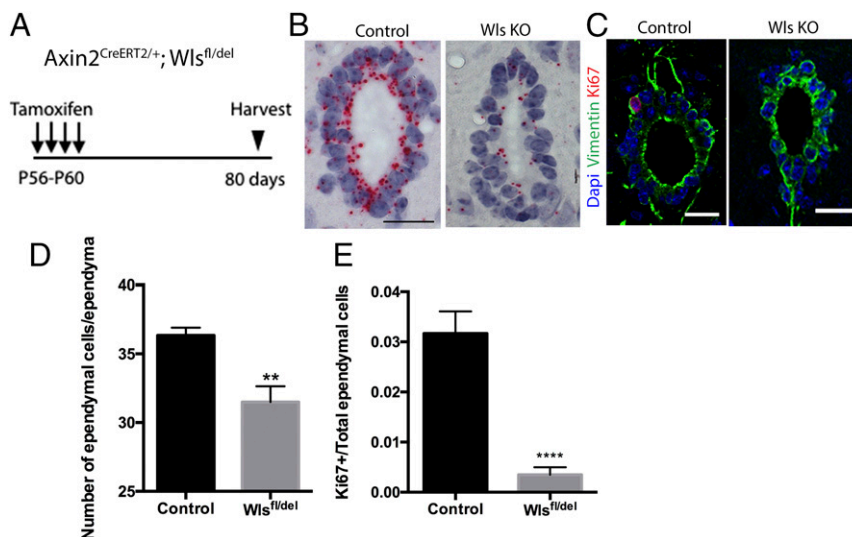 A
Axin2CreERT2/+; Wlsfl/del
Tamoxifen
Harvest
P56-P60
80 days
B
Control
Wls KO
C
Dapi Vimentin Ki67
Control
Wls KO
D
Number of ependymal cells/ependyma
40
35
30
25
**
Control
Wlsfl/del
E
Ki67+/Total ependymal cells
0.04
0.03
0.02
0.01
0.00
****
Control
Wlsfl/del